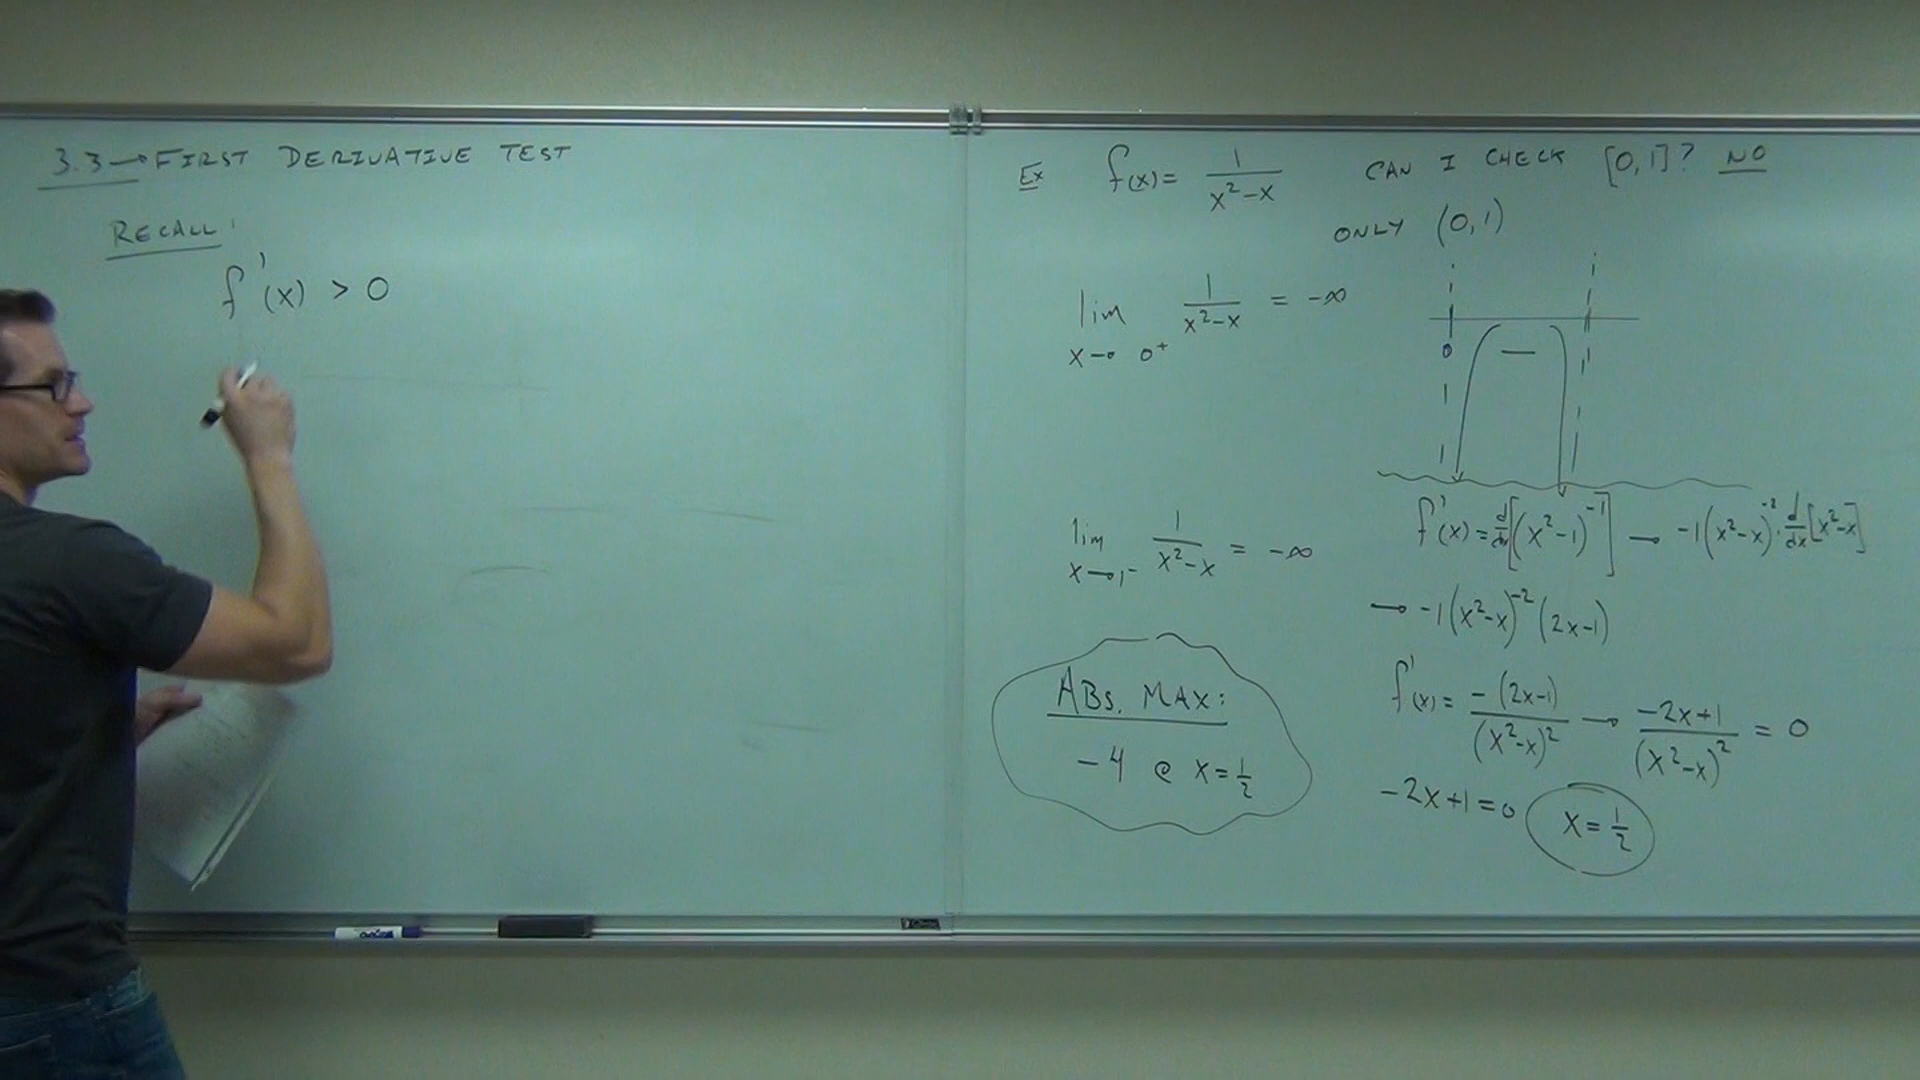 3.3 → FIRST DERIVATIVE TEST
RECALL:
f'(x) > 0
Ex f(x) = 1/(x²-x) CAN I CHECK [0,1]? NO
ONLY (0,1)
lim x→0⁺ 1/(x²-x) = -∞
0 1
lim x→1⁻ 1/(x²-x) = -∞
f'(x) = d/dx[(x²-1)⁻¹] → -1(x²-x)⁻²·d/dx[x²-x]
→ -1(x²-x)⁻²(2x-1)
f'(x) = -(2x-1)/(x²-x)² → (-2x+1)/(x²-x)² = 0
-2x+1=0 x=1/2
ABS. MAX:
-4 @ x=1/2